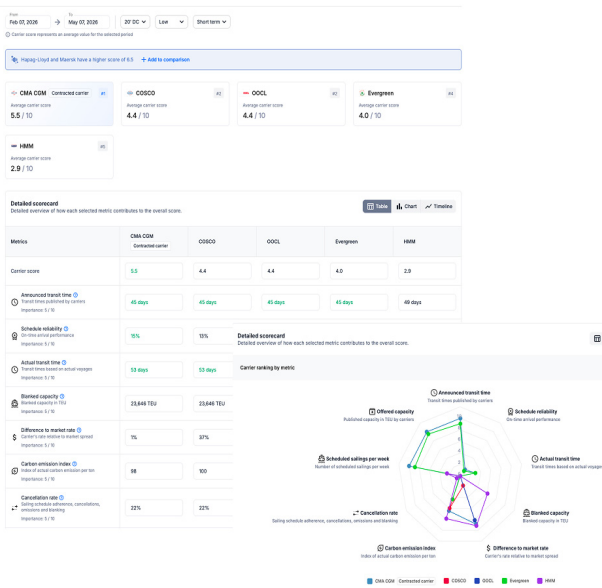 From
Feb 07, 2026
To
May 07, 2026
20' DC
Low
Short term
Carrier score represents an average value for the selected period
Hapag-Lloyd and Maersk have a higher score of 6.5
+ Add to comparison
CMA CGM Contracted carrier #1
Average carrier score
5.5 / 10
COSCO #2
Average carrier score
4.4 / 10
OOCL #2
Average carrier score
4.4 / 10
Evergreen #4
Average carrier score
4.0 / 10
HMM #5
Average carrier score
2.9 / 10
Detailed scorecard
Detailed overview of how each selected metric contributes to the overall score.
Table Chart Timeline
Metrics
CMA CGM
Contracted carrier
COSCO
OOCL
Evergreen
HMM
Carrier score
5.5
4.4
4.4
4.0
2.9
Announced transit time
Transit times published by carriers
Importance: 5 / 10
45 days
45 days
45 days
45 days
49 days
Schedule reliability
On-time arrival performance
Importance: 5 / 10
15%
13%
Actual transit time
Transit times based on actual voyages
Importance: 5 / 10
53 days
53 days
Blanked capacity
Blanked capacity in TEU
Importance: 5 / 10
23,646 TEU
23,646 TEU
Difference to market rate
Carrier's rate relative to market spread
Importance: 5 / 10
1%
37%
Carbon emission index
Index of actual carbon emission per ton
Importance: 5 / 10
98
100
Cancellation rate
Sailing schedule adherence, cancellations,
omissions and blanking
Importance: 5 / 10
22%
22%
Detailed scorecard
Detailed overview of how each selected metric contributes to the overall score.
Carrier ranking by metric
Announced transit time
Transit times published by carriers
Offered capacity
Published capacity in TEU by carriers
Schedule reliability
On-time arrival performance
Scheduled sailings per week
Number of scheduled sailings per week
Actual transit time
Transit times based on actual voyages
Cancellation rate
Sailing schedule adherence, cancellations, omissions and blanking
Blanked capacity
Blanked capacity in TEU
Carbon emission index
Index of actual carbon emission per ton
Difference to market rate
Carrier's rate relative to market spread
CMA CGM Contracted carrier
COSCO
OOCL
Evergreen
HMM